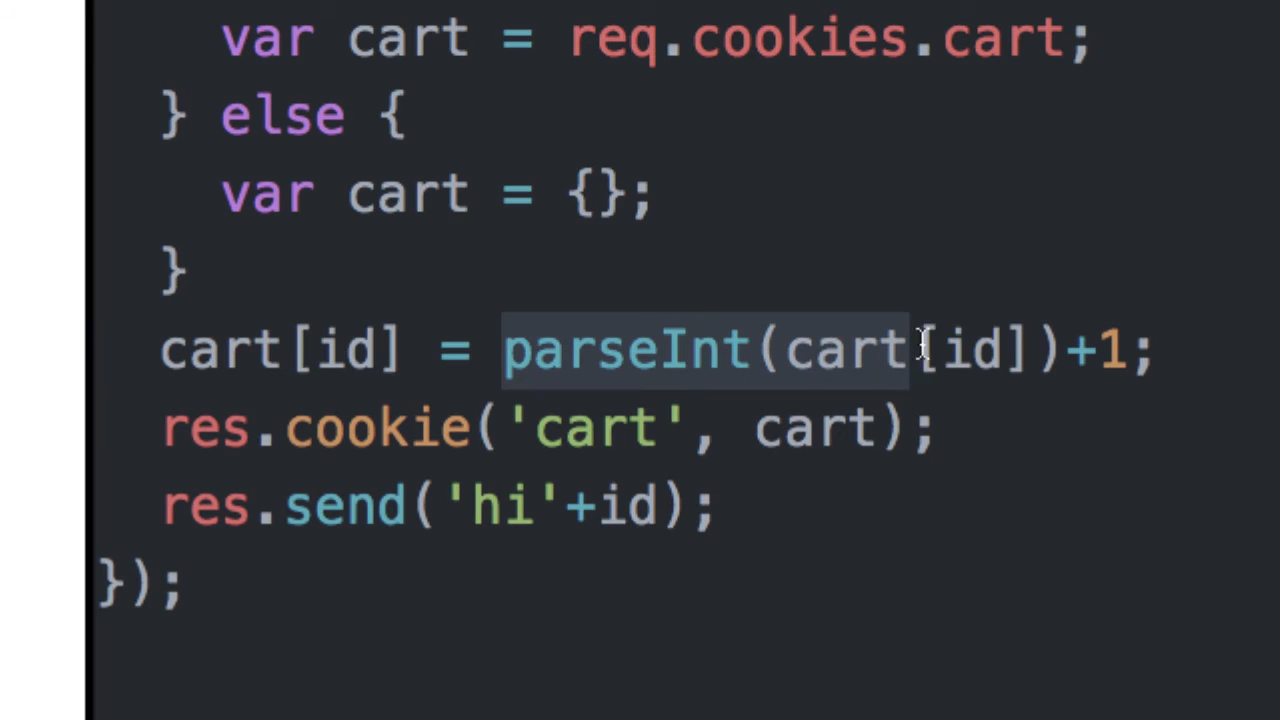 var cart = req.cookies.cart;
} else {
var cart = {};
}
cart[id] = parseInt(cart[id])+1;
res.cookie('cart', cart);
res.send('hi'+id);
});